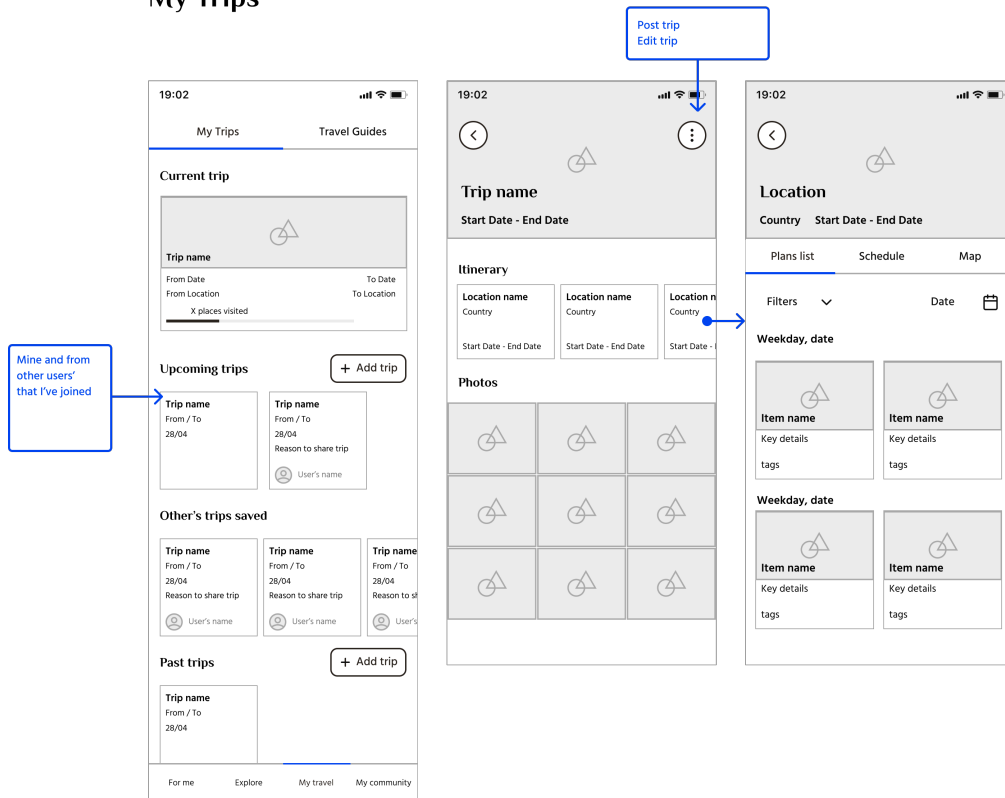 My Trips
Post trip
Edit trip
Mine and from
other users'
that I've joined
19:02
My Trips
Travel Guides
Current trip
Trip name
From Date
To Date
From Location
To Location
X places visited
Upcoming trips
+ Add trip
Trip name
From / To
28/04
Trip name
From / To
28/04
Reason to share trip
User's name
Other's trips saved
Trip name
From / To
28/04
Reason to share trip
User's name
Trip name
From / To
28/04
Reason to share trip
User's name
Trip name
From / To
28/04
Reason to sh
User's
Past trips
+ Add trip
Trip name
From / To
28/04
For me
Explore
My travel
My community
19:02
Trip name
Start Date - End Date
Itinerary
Location name
Country
Start Date - End Date
Location name
Country
Start Date - End Date
Location n
Country
Start Date -
Photos
19:02
Location
Country Start Date - End Date
Plans list
Schedule
Map
Filters
Date
Weekday, date
Item name
Key details
tags
Item name
Key details
tags
Weekday, date
Item name
Key details
tags
Item name
Key details
tags